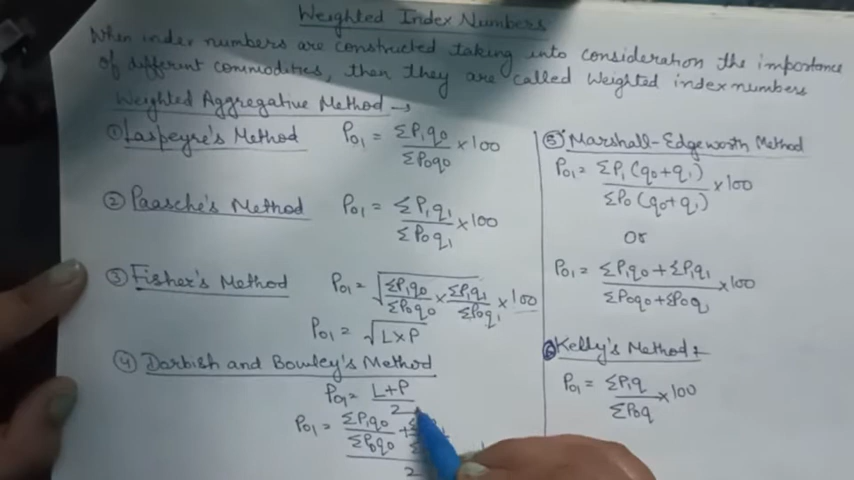 Weighted Index Numbers
When index numbers are constructed taking into consideration the importance
of different commodities, then they are called Weighted index numbers
Weighted Aggregative Method →
① Laspeyre's Method P₀₁ = ΣP₁q₀ / ΣP₀q₀ × 100
② Paasche's Method P₀₁ = ΣP₁q₁ / ΣP₀q₁ × 100
③ Fisher's Method P₀₁ = √(ΣP₁q₀ / ΣP₀q₀ × ΣP₁q₁ / ΣP₀q₁) × 100
P₀₁ = √(L×P)
④ Dorbish and Bowley's Method
P₀₁ = L+P / 2
P₀₁ = ΣP₁q₀ / ΣP₀q₀ + / 2
⑤ Marshall-Edgeworth Method
P₀₁ = ΣP₁(q₀+q₁) / ΣP₀(q₀+q₁) × 100
Or
P₀₁ = ΣP₁q₀ + ΣP₁q₁ / ΣP₀q₀ + ΣP₀q₁ × 100
⑥ Kelly's Method :
P₀₁ = ΣP₁q / ΣP₀q × 100